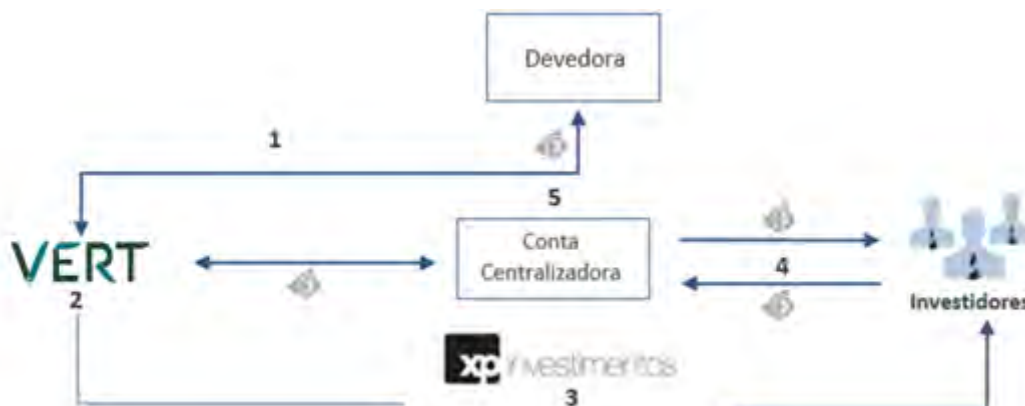 Devedora
1
5
VERT
2
Conta
Centralizadora
4
Investidores
xp investimentos
3